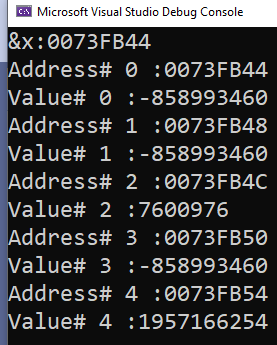 Microsoft Visual Studio Debug Console
&x:0073FB44
Address# 0 :0073FB44
Value# 0 :-858993460
Address# 1 :0073FB48
Value# 1 :-858993460
Address# 2 :0073FB4C
Value# 2 :7600976
Address# 3 :0073FB50
Value# 3 :-858993460
Address# 4 :0073FB54
Value# 4 :1957166254